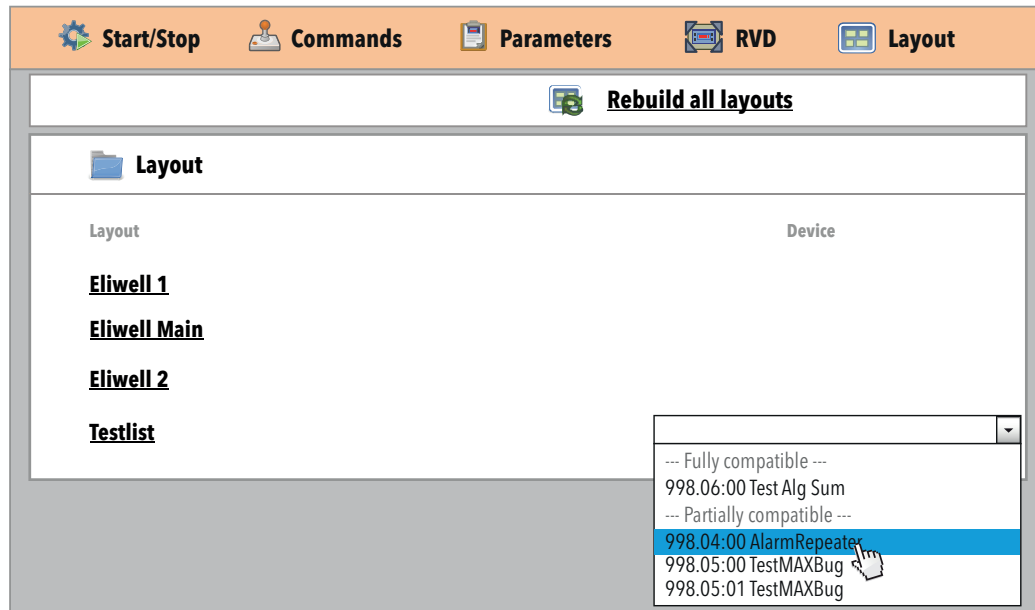 Start/Stop Commands Parameters RVD Layout
Rebuild all layouts
Layout
Layout Device
Eliwell 1
Eliwell Main
Eliwell 2
Testlist
--- Fully compatible ---
998.06:00 Test Alg Sum
--- Partially compatible ---
998.04:00 AlarmRepeater
998.05:00 TestMAXBug
998.05:01 TestMAXBug